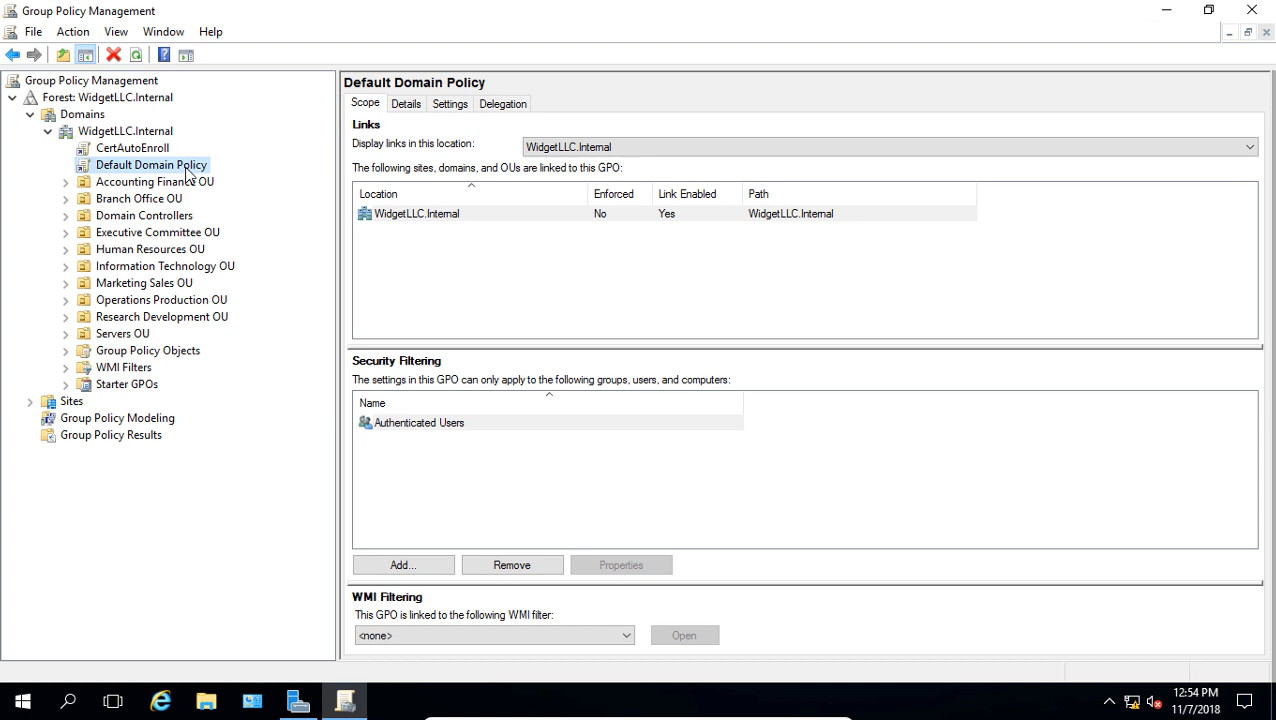 Group Policy Management
File Action View Window Help
Group Policy Management
Forest: WidgetLLC.Internal
Domains
WidgetLLC.Internal
CertAutoEnroll
Default Domain Policy
Accounting Finance OU
Branch Office OU
Domain Controllers
Executive Committee OU
Human Resources OU
Information Technology OU
Marketing Sales OU
Operations Production OU
Research Development OU
Servers OU
Group Policy Objects
WMI Filters
Starter GPOs
Sites
Group Policy Modeling
Group Policy Results
Default Domain Policy
Scope Details Settings Delegation
Links
Display links in this location: WidgetLLC.Internal
The following sites, domains, and OUs are linked to this GPO:
Location Enforced Link Enabled Path
WidgetLLC.Internal No Yes WidgetLLC.Internal
Security Filtering
The settings in this GPO can only apply to the following groups, users, and computers:
Name
Authenticated Users
Add... Remove Properties
WMI Filtering
This GPO is linked to the following WMI filter:
<none> Open
12:54 PM
11/7/2018